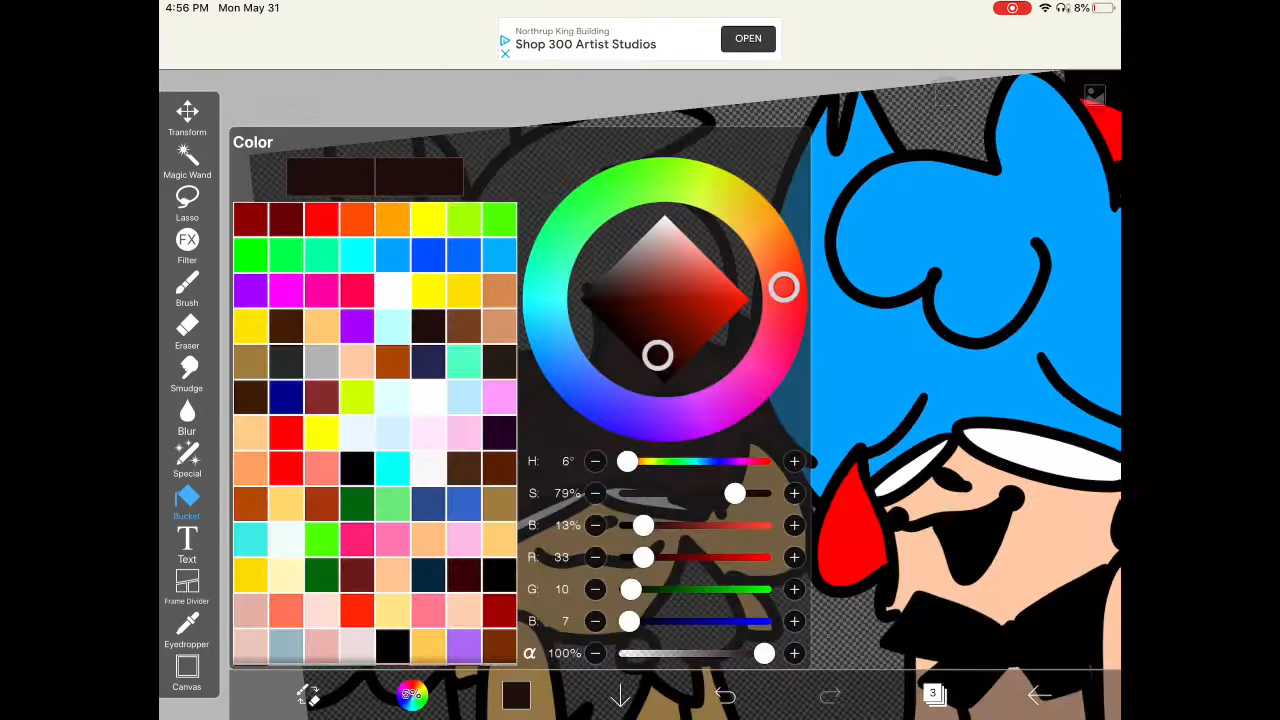 4:56 PM Mon May 31
8%
Northrup King Building
Shop 300 Artist Studios
OPEN
Color
Transform
Magic Wand
Lasso
FX
Filter
Brush
Eraser
Smudge
Blur
Special
Bucket
T
Text
Frame Divider
Eyedropper
Canvas
H: 6°
S: 79%
B: 13%
R: 33
G: 10
B: 7
α 100%
3